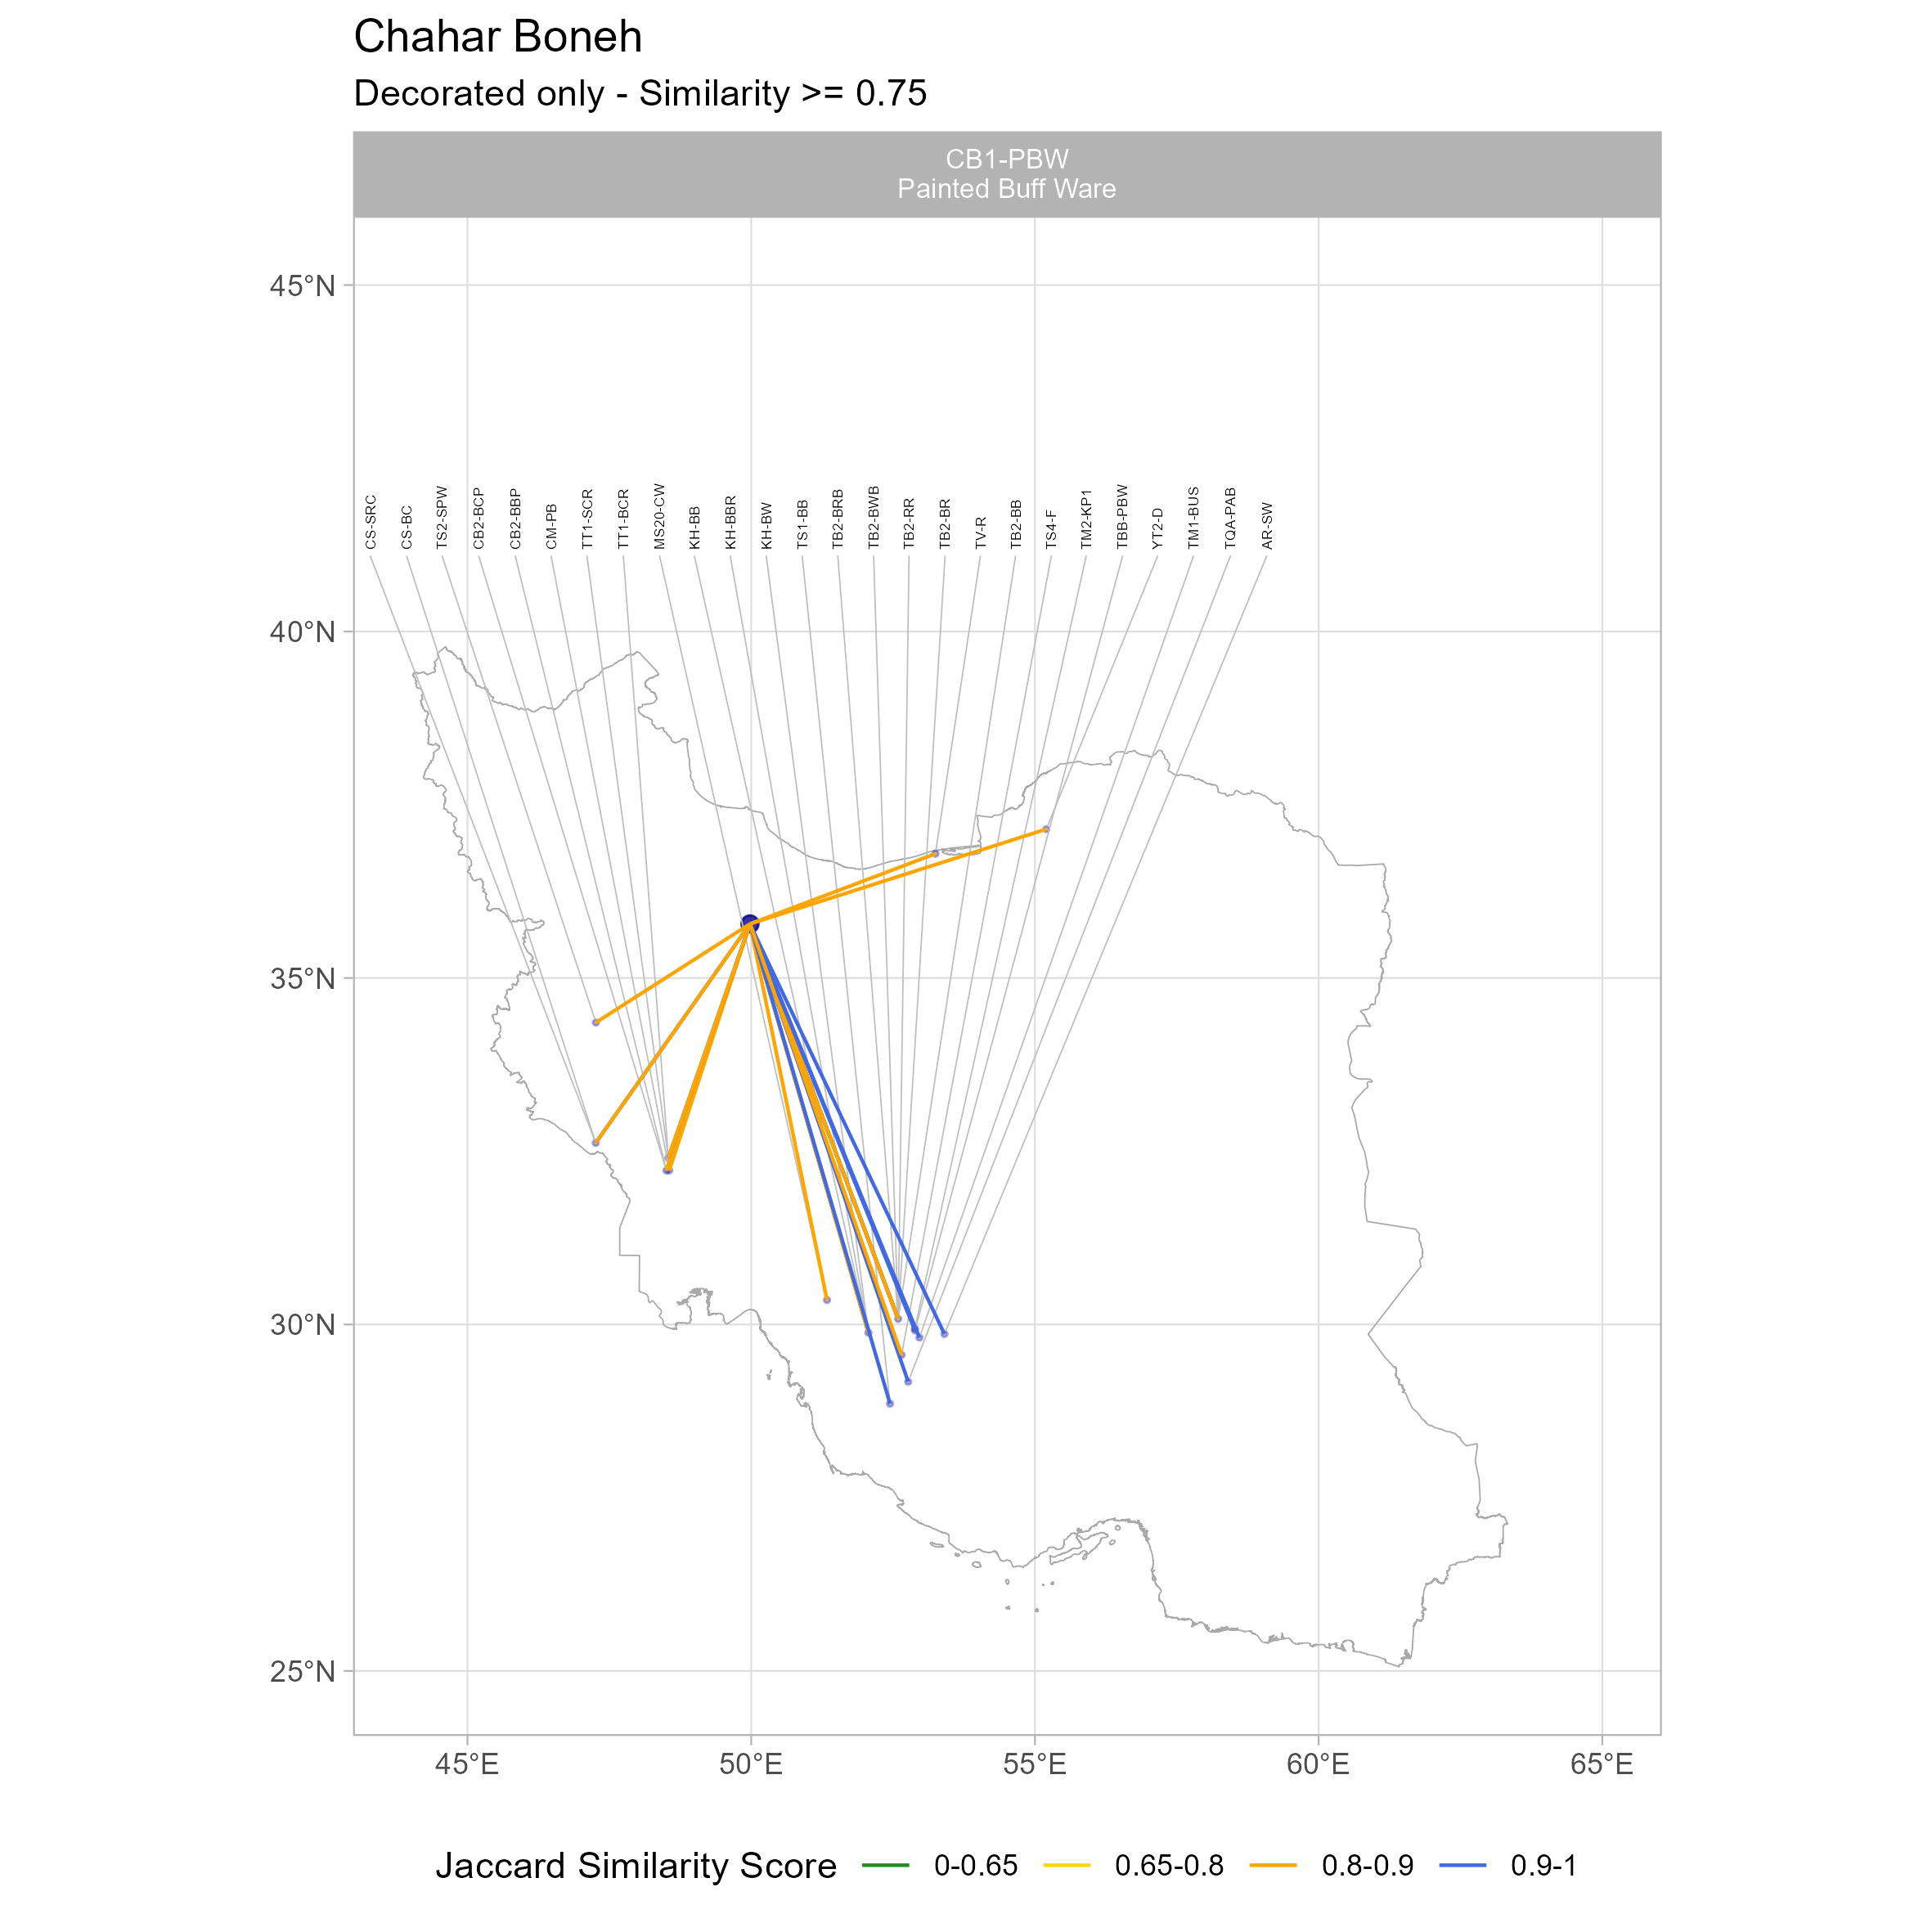 Chahar Boneh
Decorated only - Similarity >= 0.75
CB1-PBW
Painted Buff Ware
45°N
40°N
35°N
30°N
25°N
CS-SRC
CS-BC
TS2-SPW
CB2-BCP
CB2-BBP
CM-PB
TT1-SCR
TT1-BCR
MS20-CW
KH-BB
KH-BBR
KH-BW
TS1-BB
TB2-BRB
TB2-BWB
TB2-RR
TB2-BR
TV-R
TB2-BB
TS4-F
TM2-KP1
TBB-PBW
YT2-D
TM1-BUS
TQA-PAB
AR-SW
45°E 50°E 55°E 60°E 65°E
Jaccard Similarity Score 0-0.65 0.65-0.8 0.8-0.9 0.9-1